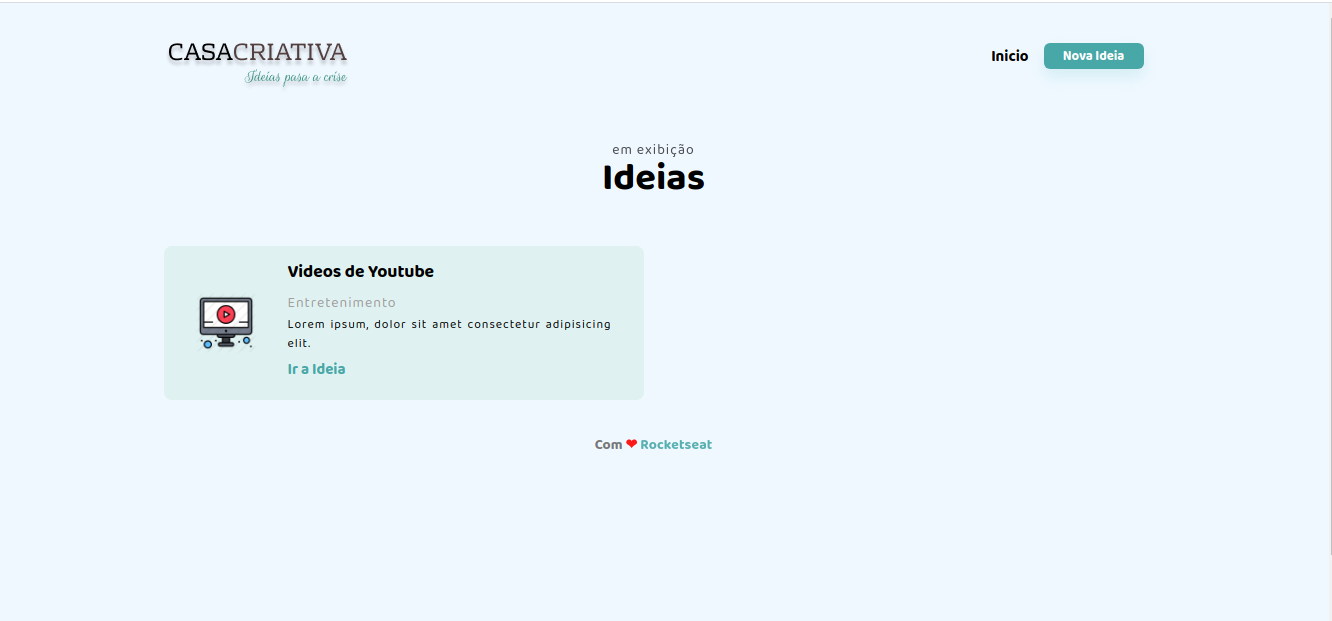 CASACRIATIVA
Ideias pasa a crise
Inicio
Nova Ideia
em exibição
Ideias
Videos de Youtube
Entretenimento
Lorem ipsum, dolor sit amet consectetur adipisicing
elit.
Ir a Ideia
Com ❤ Rocketseat